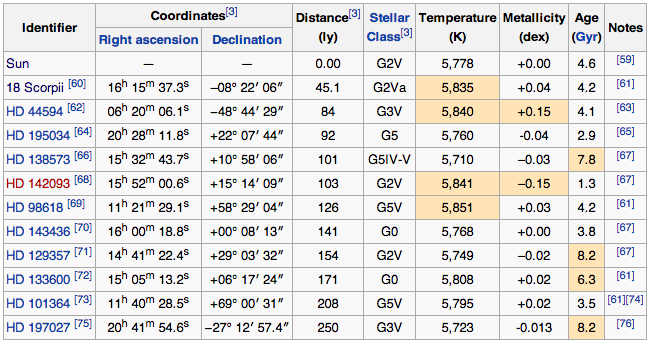 Identifier Coordinates[3] Distance[3] (ly) Stellar Class[3] Temperature (K) Metallicity (dex) Age (Gyr) Notes
Right ascension Declination
Sun — — 0.00 G2V 5,778 +0.00 4.6 [59]
18 Scorpii [60] 16h 15m 37.3s −08° 22′ 06″ 45.1 G2Va 5,835 +0.04 4.2 [61]
HD 44594 [62] 06h 20m 06.1s −48° 44′ 29″ 84 G3V 5,840 +0.15 4.1 [63]
HD 195034 [64] 20h 28m 11.8s +22° 07′ 44″ 92 G5 5,760 -0.04 2.9 [65]
HD 138573 [66] 15h 32m 43.7s +10° 58′ 06″ 101 G5IV-V 5,710 −0.03 7.8 [67]
HD 142093 [68] 15h 52m 00.6s +15° 14′ 09″ 103 G2V 5,841 −0.15 1.3 [67]
HD 98618 [69] 11h 21m 29.1s +58° 29′ 04″ 126 G5V 5,851 +0.03 4.2 [61]
HD 143436 [70] 16h 00m 18.8s +00° 08′ 13″ 141 G0 5,768 +0.00 3.8 [67]
HD 129357 [71] 14h 41m 22.4s +29° 03′ 32″ 154 G2V 5,749 −0.02 8.2 [67]
HD 133600 [72] 15h 05m 13.2s +06° 17′ 24″ 171 G0 5,808 +0.02 6.3 [61]
HD 101364 [73] 11h 40m 28.5s +69° 00′ 31″ 208 G5V 5,795 +0.02 3.5 [61][74]
HD 197027 [75] 20h 41m 54.6s −27° 12′ 57.4″ 250 G3V 5,723 −0.013 8.2 [76]